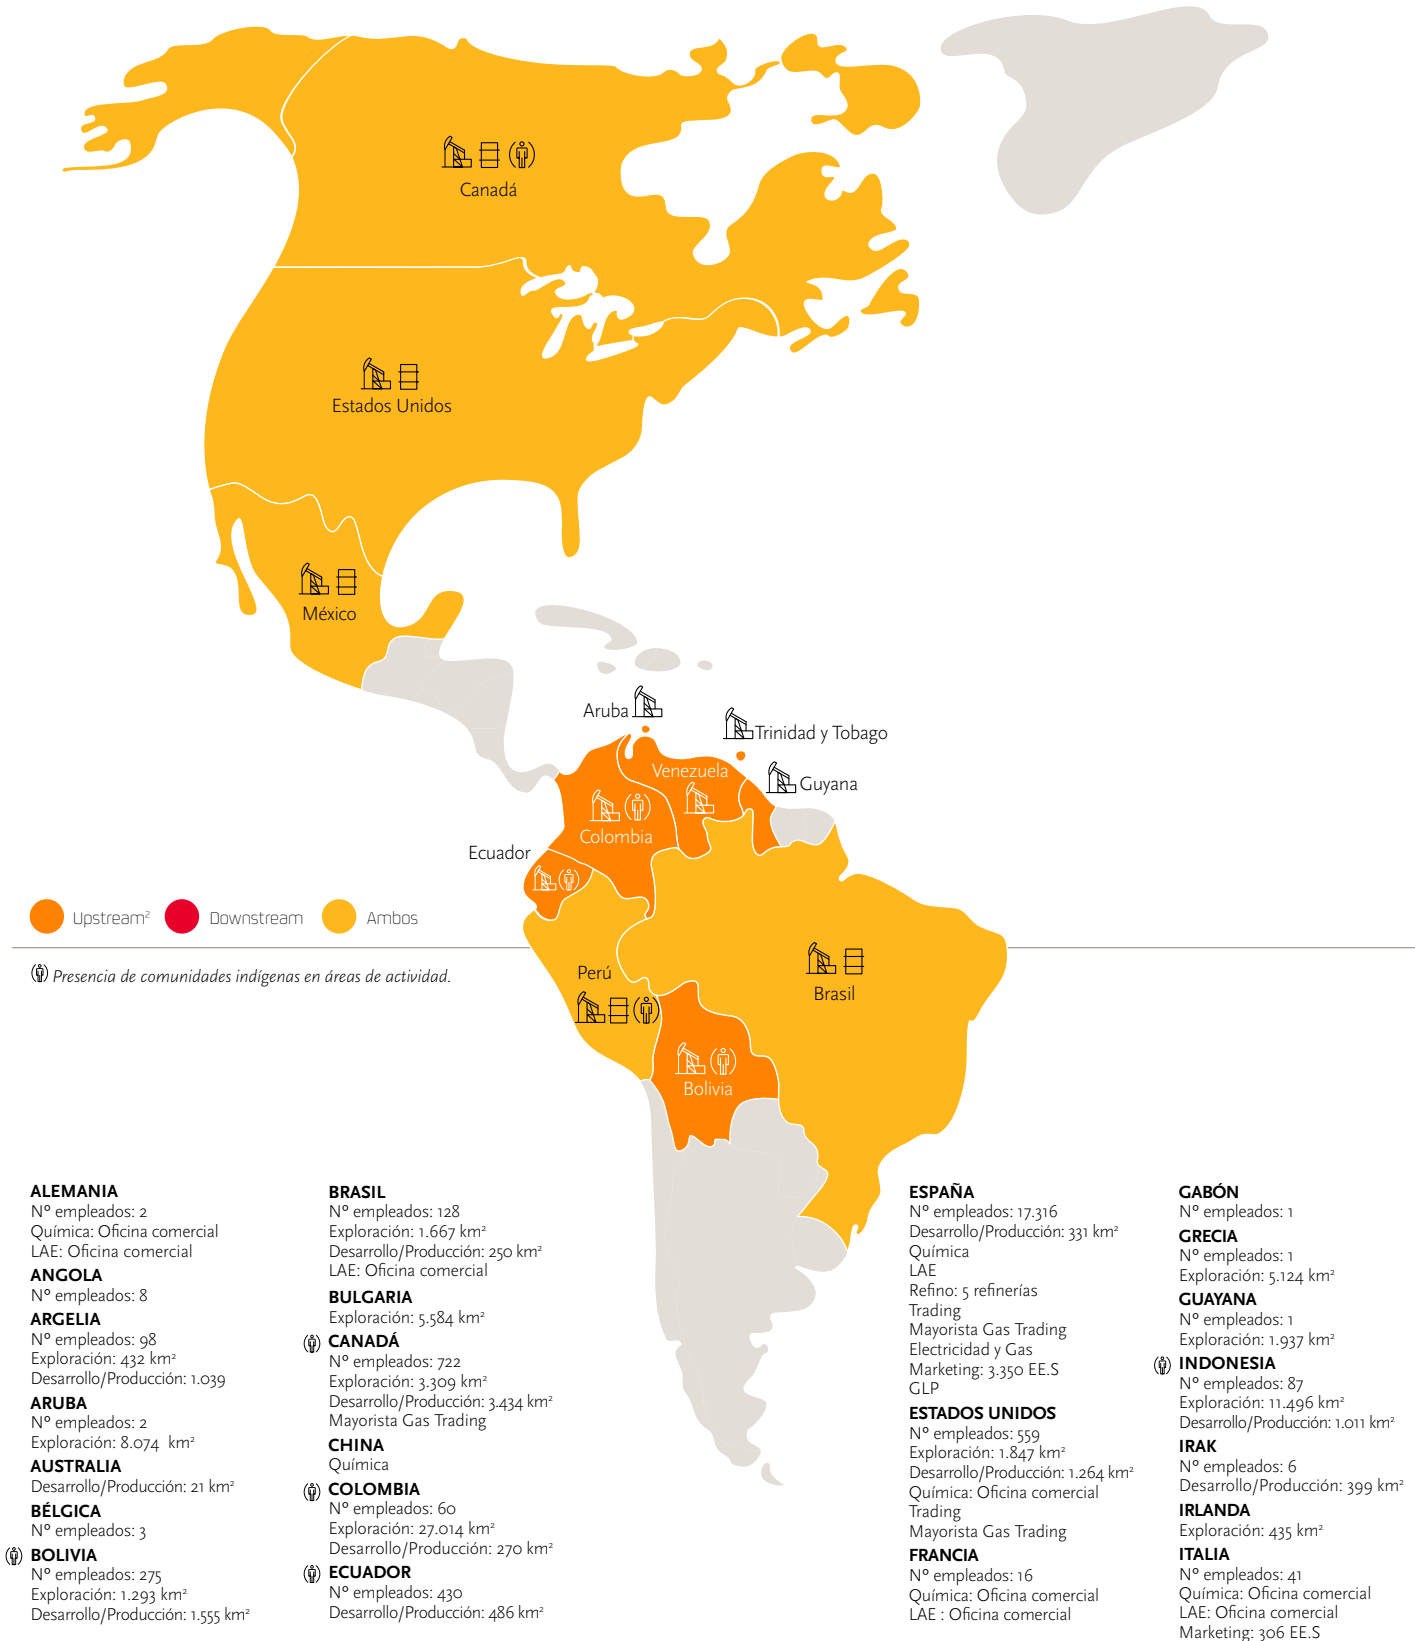 Canadá
Estados Unidos
México
Aruba
Trinidad y Tobago
Venezuela
Guyana
Colombia
Ecuador
Upstream²
Downstream
Ambos
Presencia de comunidades indígenas en áreas de actividad.
Perú
Brasil
Bolivia
ALEMANIA
Nº empleados: 2
Química: Oficina comercial
LAE: Oficina comercial
ANGOLA
Nº empleados: 8
ARGELIA
Nº empleados: 98
Exploración: 432 km²
Desarrollo/Producción: 1.039
ARUBA
Nº empleados: 2
Exploración: 8.074 km²
AUSTRALIA
Desarrollo/Producción: 21 km²
BÉLGICA
Nº empleados: 3
BOLIVIA
Nº empleados: 275
Exploración: 1.293 km²
Desarrollo/Producción: 1.555 km²
BRASIL
Nº empleados: 128
Exploración: 1.667 km²
Desarrollo/Producción: 250 km²
LAE: Oficina comercial
BULGARIA
Exploración: 5.584 km²
CANADÁ
Nº empleados: 722
Exploración: 3.309 km²
Desarrollo/Producción: 3.434 km²
Mayorista Gas Trading
CHINA
Química
COLOMBIA
Nº empleados: 60
Exploración: 27.014 km²
Desarrollo/Producción: 270 km²
ECUADOR
Nº empleados: 430
Desarrollo/Producción: 486 km²
ESPAÑA
Nº empleados: 17.316
Desarrollo/Producción: 331 km²
Química
LAE
Refino: 5 refinerías
Trading
Mayorista Gas Trading
Electricidad y Gas
Marketing: 3.350 EE.S
GLP
ESTADOS UNIDOS
Nº empleados: 559
Exploración: 1.847 km²
Desarrollo/Producción: 1.264 km²
Química: Oficina comercial
Trading
Mayorista Gas Trading
FRANCIA
Nº empleados: 16
Química: Oficina comercial
LAE : Oficina comercial
GABÓN
Nº empleados: 1
GRECIA
Nº empleados: 1
Exploración: 5.124 km²
GUAYANA
Nº empleados: 1
Exploración: 1.937 km²
INDONESIA
Nº empleados: 87
Exploración: 11.496 km²
Desarrollo/Producción: 1.011 km²
IRAK
Nº empleados: 6
Desarrollo/Producción: 399 km²
IRLANDA
Exploración: 435 km²
ITALIA
Nº empleados: 41
Química: Oficina comercial
LAE: Oficina comercial
Marketing: 306 EE.S